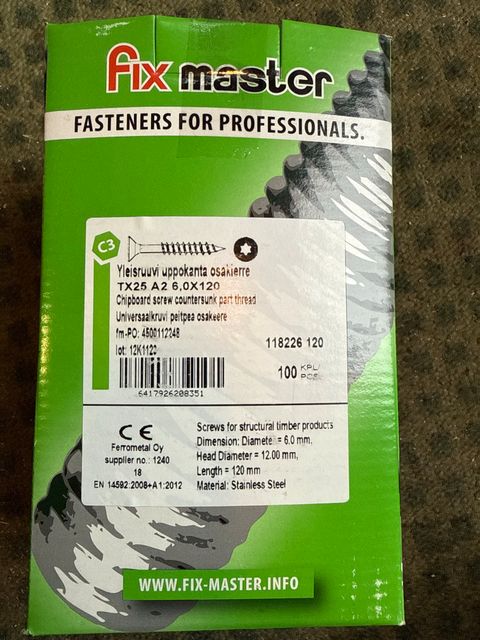 fix master
FASTENERS FOR PROFESSIONALS.
C3
Yleisruuvi uppokanta osakierre
TX25 A2 6,0X120
Chipboard screw countersunk part thread
Universaalkruvi peitpea osakeere
fm-PO: 4500112248
lot: 12K1120
118226 120
100 KPL/
PCS
6417926208351
CE
Ferrometal Oy
supplier no.: 1240
18
EN 14592:2008+A1:2012
Screws for structural timber products
Dimension: Diamete = 6.0 mm,
Head Diameter = 12.00 mm,
Length = 120 mm
Material: Stainless Steel
WWW.FIX-MASTER.INFO